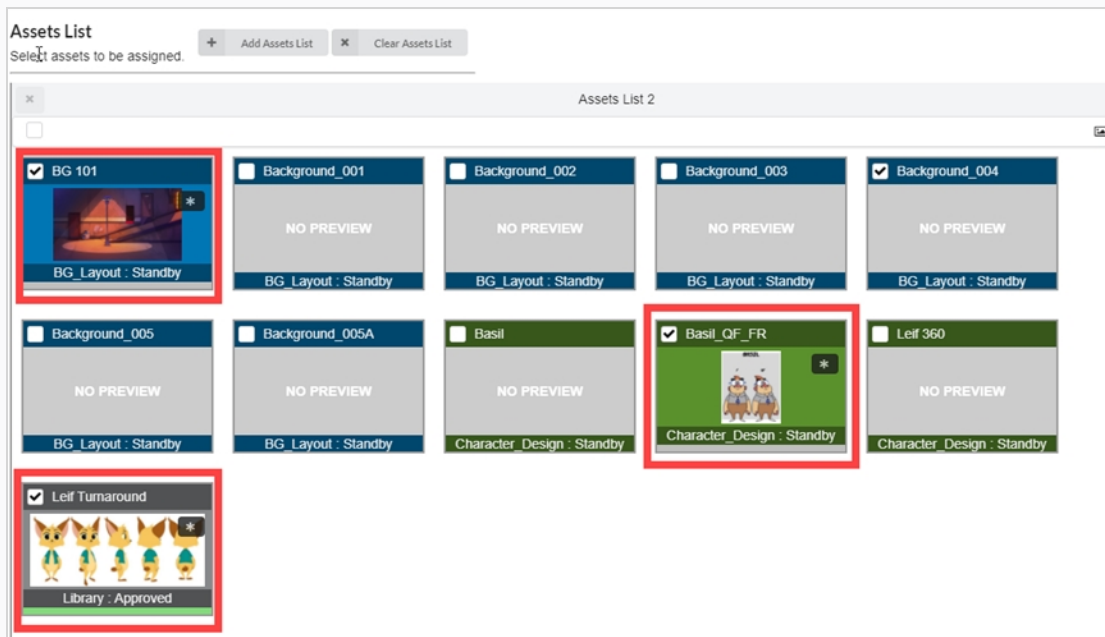 Assets List
+ Add Assets List × Clear Assets List
Select assets to be assigned.
× Assets List 2
BG 101
*
BG_Layout : Standby
Background_001
NO PREVIEW
BG_Layout : Standby
Background_002
NO PREVIEW
BG_Layout : Standby
Background_003
NO PREVIEW
BG_Layout : Standby
Background_004
NO PREVIEW
BG_Layout : Standby
Background_005
NO PREVIEW
BG_Layout : Standby
Background_005A
NO PREVIEW
BG_Layout : Standby
Basil
NO PREVIEW
Character_Design : Standby
Basil_QF_FR
BASIL
*
Character_Design : Standby
Leif 360
NO PREVIEW
Character_Design : Standby
Leif Turnaround
*
Library : Approved